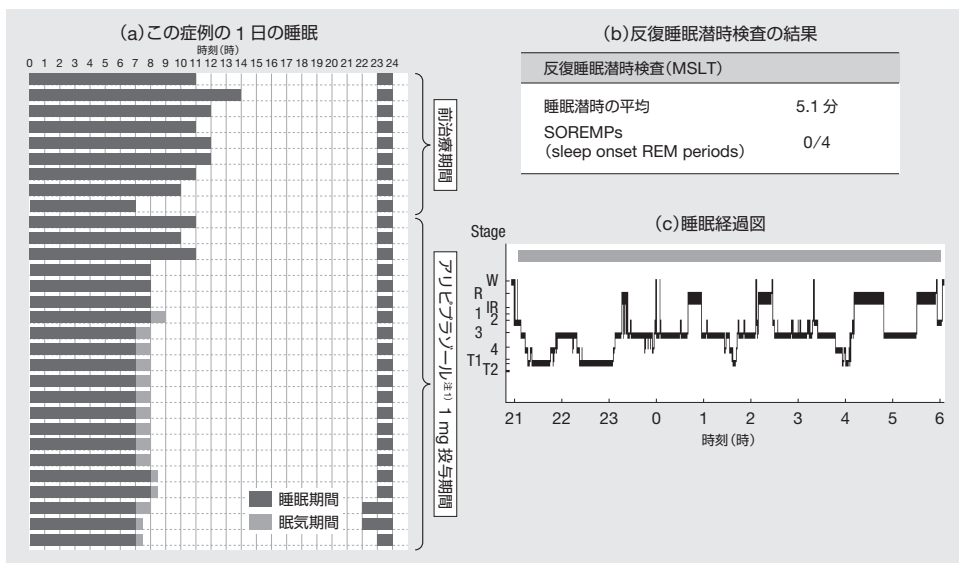 (a)この症例の1日の睡眠
時刻(時)
0 1 2 3 4 5 6 7 8 9 10 11 12 13 14 15 16 17 18 19 20 21 22 23 24
前治療期間
アリピプラゾール注1) 1 mg 投与期間
睡眠期間
眠気期間
(b)反復睡眠潜時検査の結果
反復睡眠潜時検査(MSLT)
睡眠潜時の平均 5.1 分
SOREMPs
(sleep onset REM periods) 0/4
(c)睡眠経過図
Stage
W
R
IR
1
2
3
4
T1
T2
21 22 23 0 1 2 3 4 5 6
時刻(時)